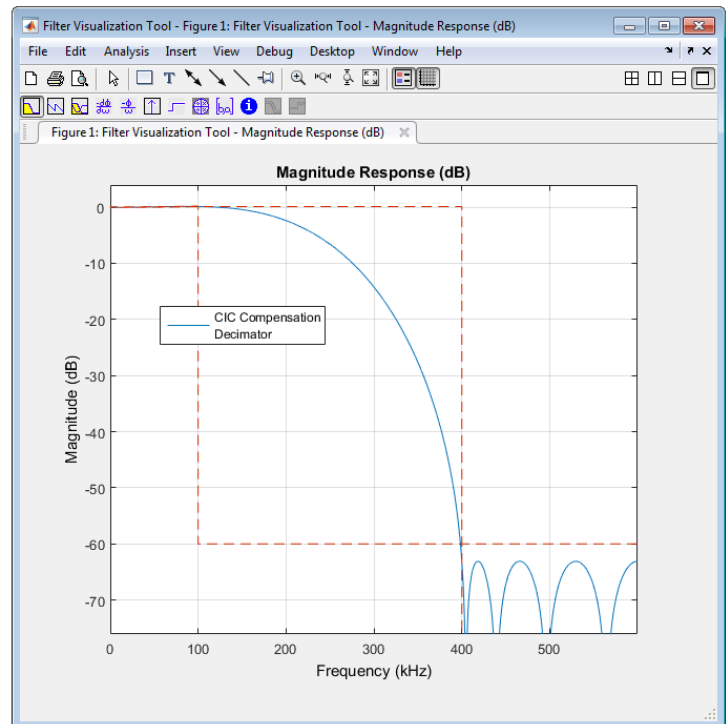 Filter Visualization Tool - Figure 1: Filter Visualization Tool - Magnitude Response (dB)
File Edit Analysis Insert View Debug Desktop Window Help
T
[b,a]
Figure 1: Filter Visualization Tool - Magnitude Response (dB)
Magnitude Response (dB)
0
-10
-20
-30
-40
-50
-60
-70
Magnitude (dB)
CIC Compensation
Decimator
0 100 200 300 400 500
Frequency (kHz)